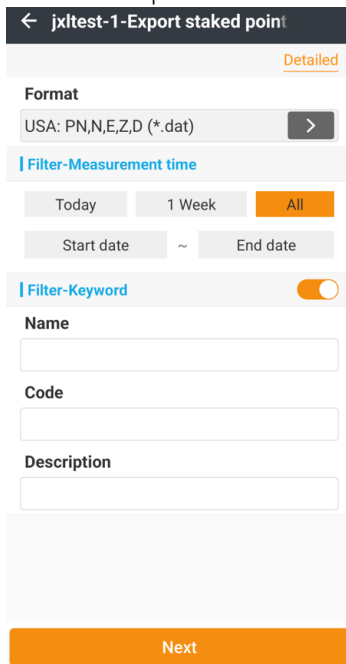 ← jxltest-1-Export staked point
Detailed
Format
USA: PN,N,E,Z,D (*.dat)
Filter-Measurement time
Today 1 Week All
Start date ~ End date
Filter-Keyword
Name
Code
Description
Next